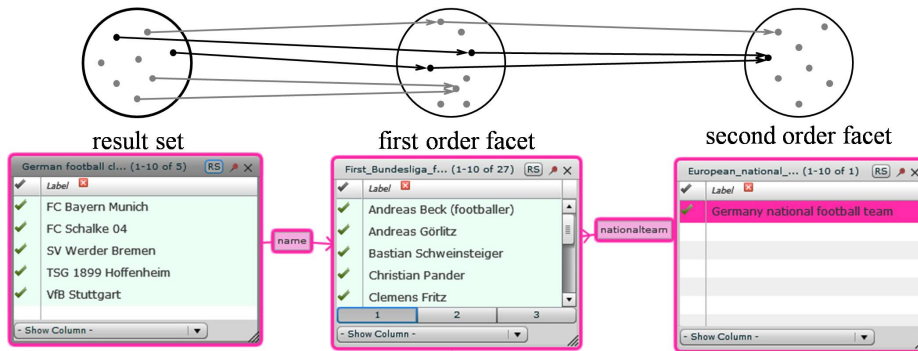 result set
first order facet
second order facet
German football cl... (1-10 of 5) RS
Label
FC Bayern Munich
FC Schalke 04
SV Werder Bremen
TSG 1899 Hoffenheim
VfB Stuttgart
- Show Column -
name
First_Bundesliga_f... (1-10 of 27) RS
Label
Andreas Beck (footballer)
Andreas Görlitz
Bastian Schweinsteiger
Christian Pander
Clemens Fritz
1 2 3
- Show Column -
nationalteam
European_national_... (1-10 of 1) RS
Label
Germany national football team
- Show Column -